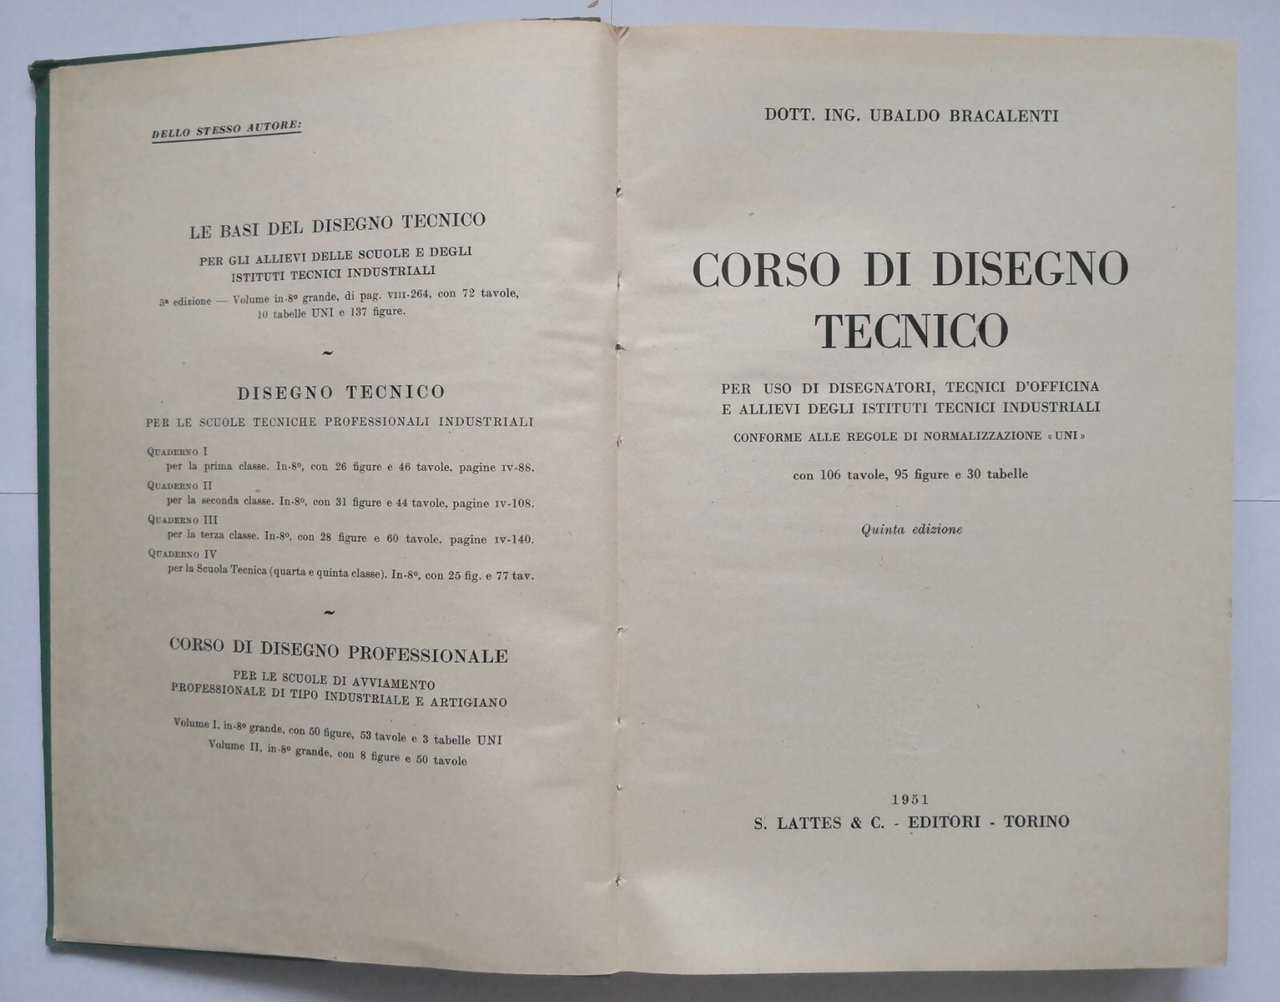 DELLO STESSO AUTORE:
LE BASI DEL DISEGNO TECNICO
PER GLI ALLIEVI DELLE SCUOLE E DEGLI
ISTITUTI TECNICI INDUSTRIALI
5ª edizione — Volume in-8º grande, di pag. VIII-264, con 72 tavole,
10 tabelle UNI e 137 figure.
~
DISEGNO TECNICO
PER LE SCUOLE TECNICHE PROFESSIONALI INDUSTRIALI
QUADERNO I
per la prima classe. In-8º, con 26 figure e 46 tavole, pagine IV-88.
QUADERNO II
per la seconda classe. In-8º, con 31 figure e 44 tavole, pagine IV-108.
QUADERNO III
per la terza classe. In-8º, con 28 figure e 60 tavole, pagine IV-140.
QUADERNO IV
per la Scuola Tecnica (quarta e quinta classe). In-8º, con 25 fig. e 77 tav.
~
CORSO DI DISEGNO PROFESSIONALE
PER LE SCUOLE DI AVVIAMENTO
PROFESSIONALE DI TIPO INDUSTRIALE E ARTIGIANO
Volume I, in-8º grande, con 50 figure, 53 tavole e 3 tabelle UNI
Volume II, in-8º grande, con 8 figure e 50 tavole
DOTT. ING. UBALDO BRACALENTI
CORSO DI DISEGNO
TECNICO
PER USO DI DISEGNATORI, TECNICI D'OFFICINA
E ALLIEVI DEGLI ISTITUTI TECNICI INDUSTRIALI
CONFORME ALLE REGOLE DI NORMALIZZAZIONE «UNI»
con 106 tavole, 95 figure e 30 tabelle
Quinta edizione
1951
S. LATTES & C. - EDITORI - TORINO